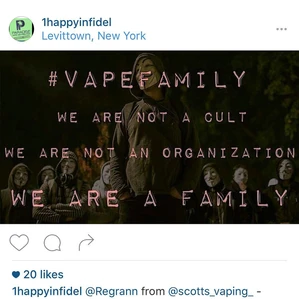 1happyinfidel
Levittown, New York
#VAPEFAMILY
WE ARE NOT A CULT
WE ARE NOT AN ORGANIZATION
WE ARE A FAMILY
20 likes
1happyinfidel @Regrann from @scotts_vaping_ -